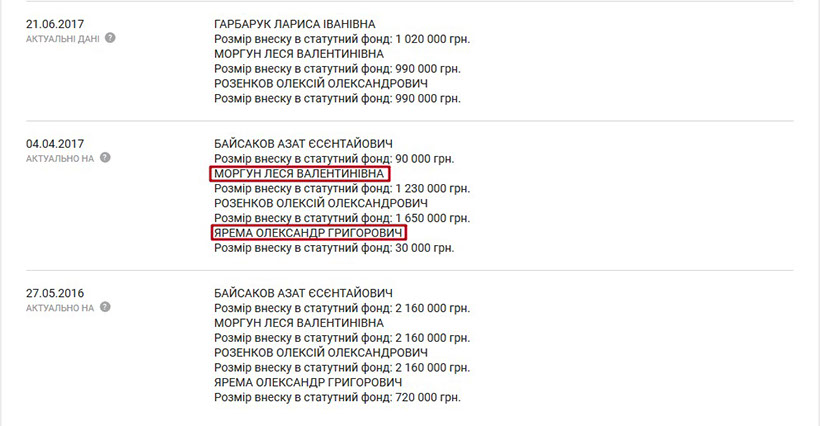 21.06.2017
АКТУАЛЬНІ ДАНІ ?
ГАРБАРУК ЛАРИСА ІВАНІВНА
Розмір внеску в статутний фонд: 1 020 000 грн.
МОРГУН ЛЕСЯ ВАЛЕНТИНІВНА
Розмір внеску в статутний фонд: 990 000 грн.
РОЗЕНКОВ ОЛЕКСІЙ ОЛЕКСАНДРОВИЧ
Розмір внеску в статутний фонд: 990 000 грн.
04.04.2017
АКТУАЛЬНО НА ?
БАЙСАКОВ АЗАТ ЄСЄНТАЙОВИЧ
Розмір внеску в статутний фонд: 90 000 грн.
МОРГУН ЛЕСЯ ВАЛЕНТИНІВНА
Розмір внеску в статутний фонд: 1 230 000 грн.
РОЗЕНКОВ ОЛЕКСІЙ ОЛЕКСАНДРОВИЧ
Розмір внеску в статутний фонд: 1 650 000 грн.
ЯРЕМА ОЛЕКСАНДР ГРИГОРОВИЧ
Розмір внеску в статутний фонд: 30 000 грн.
27.05.2016
АКТУАЛЬНО НА ?
БАЙСАКОВ АЗАТ ЄСЄНТАЙОВИЧ
Розмір внеску в статутний фонд: 2 160 000 грн.
МОРГУН ЛЕСЯ ВАЛЕНТИНІВНА
Розмір внеску в статутний фонд: 2 160 000 грн.
РОЗЕНКОВ ОЛЕКСІЙ ОЛЕКСАНДРОВИЧ
Розмір внеску в статутний фонд: 2 160 000 грн.
ЯРЕМА ОЛЕКСАНДР ГРИГОРОВИЧ
Розмір внеску в статутний фонд: 720 000 грн.